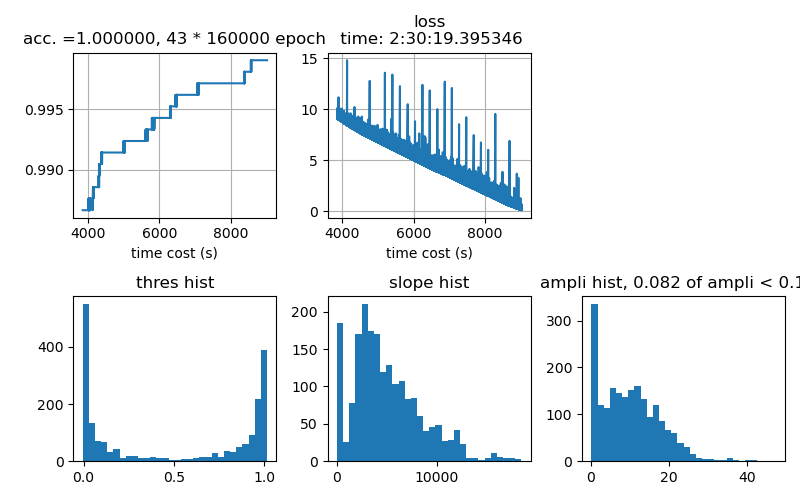 loss
acc. =1.000000, 43 * 160000 epoch
time: 2:30:19.395346
0.995
0.990
4000 6000 8000
time cost (s)
15
10
5
0
4000 6000 8000
time cost (s)
thres hist
400
200
0
0.0 0.5 1.0
slope hist
200
150
100
50
0
0 10000
ampli hist, 0.082 of ampli < 0.1
300
200
100
0
0 20 40